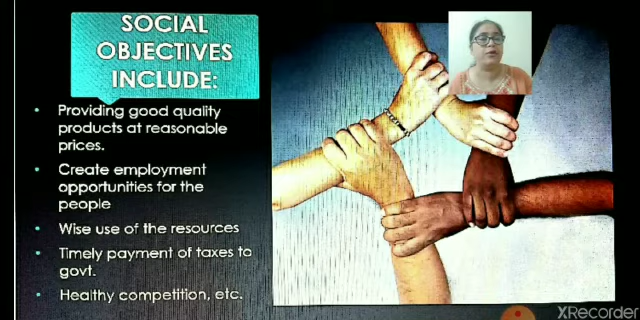 SOCIAL
OBJECTIVES
INCLUDE:
• Providing good quality
products at reasonable
prices.
• Create employment
opportunities for the
people
• Wise use of the resources
• Timely payment of taxes to
govt.
• Healthy competition, etc.
XRecorder